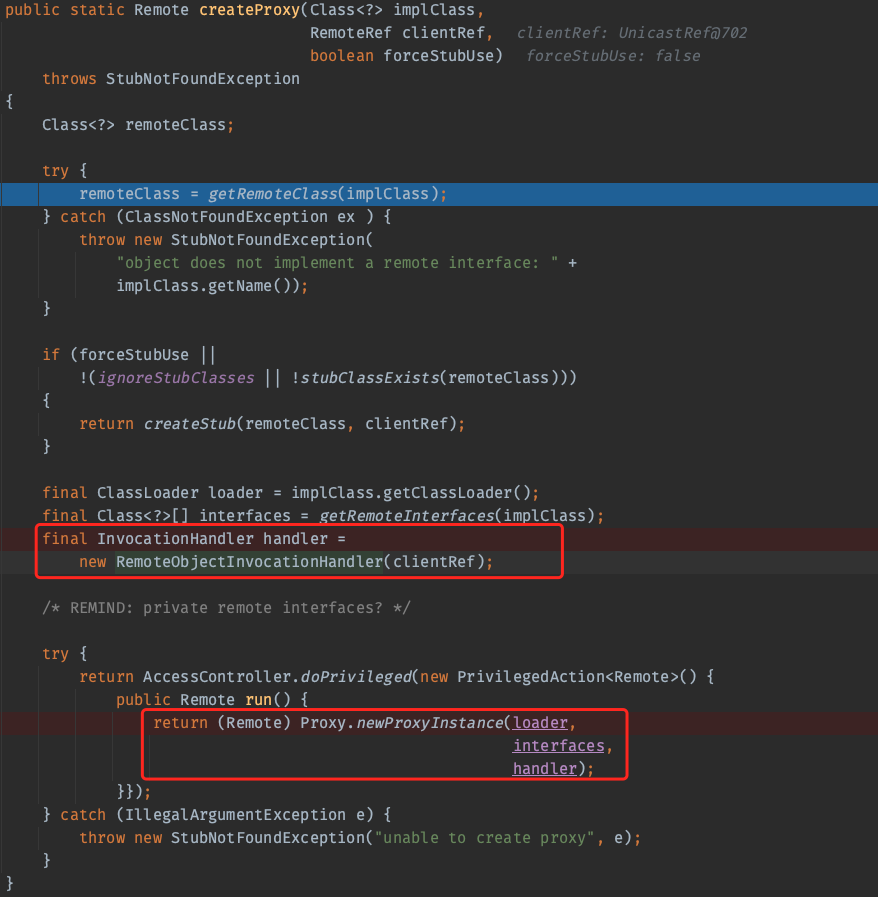 public static Remote createProxy(Class<?> implClass,
                                 RemoteRef clientRef,   clientRef: UnicastRef@702
                                 boolean forceStubUse)   forceStubUse: false
    throws StubNotFoundException
{
    Class<?> remoteClass;

    try {
        remoteClass = getRemoteClass(implClass);
    } catch (ClassNotFoundException ex ) {
        throw new StubNotFoundException(
            "object does not implement a remote interface: " +
            implClass.getName());
    }

    if (forceStubUse ||
        !(ignoreStubClasses || !stubClassExists(remoteClass)))
    {
        return createStub(remoteClass, clientRef);
    }

    final ClassLoader loader = implClass.getClassLoader();
    final Class<?>[] interfaces = getRemoteInterfaces(implClass);
    final InvocationHandler handler =
        new RemoteObjectInvocationHandler(clientRef);

    /* REMIND: private remote interfaces? */

    try {
        return AccessController.doPrivileged(new PrivilegedAction<Remote>() {
            public Remote run() {
                return (Remote) Proxy.newProxyInstance(loader,
                                                       interfaces,
                                                       handler);
            }});
    } catch (IllegalArgumentException e) {
        throw new StubNotFoundException("unable to create proxy", e);
    }
}